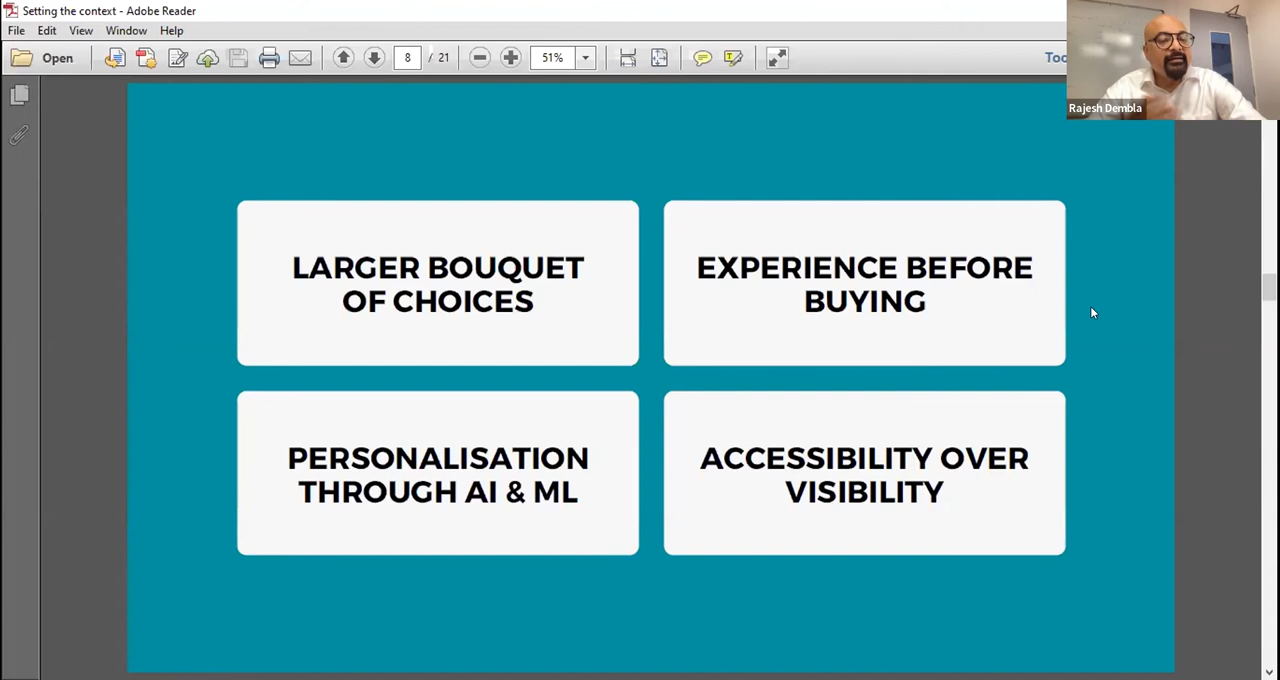 Setting the context - Adobe Reader
File Edit View Window Help
Open 8 / 21 51% Too
Rajesh Dembla
LARGER BOUQUET
OF CHOICES
EXPERIENCE BEFORE
BUYING
PERSONALISATION
THROUGH AI & ML
ACCESSIBILITY OVER
VISIBILITY